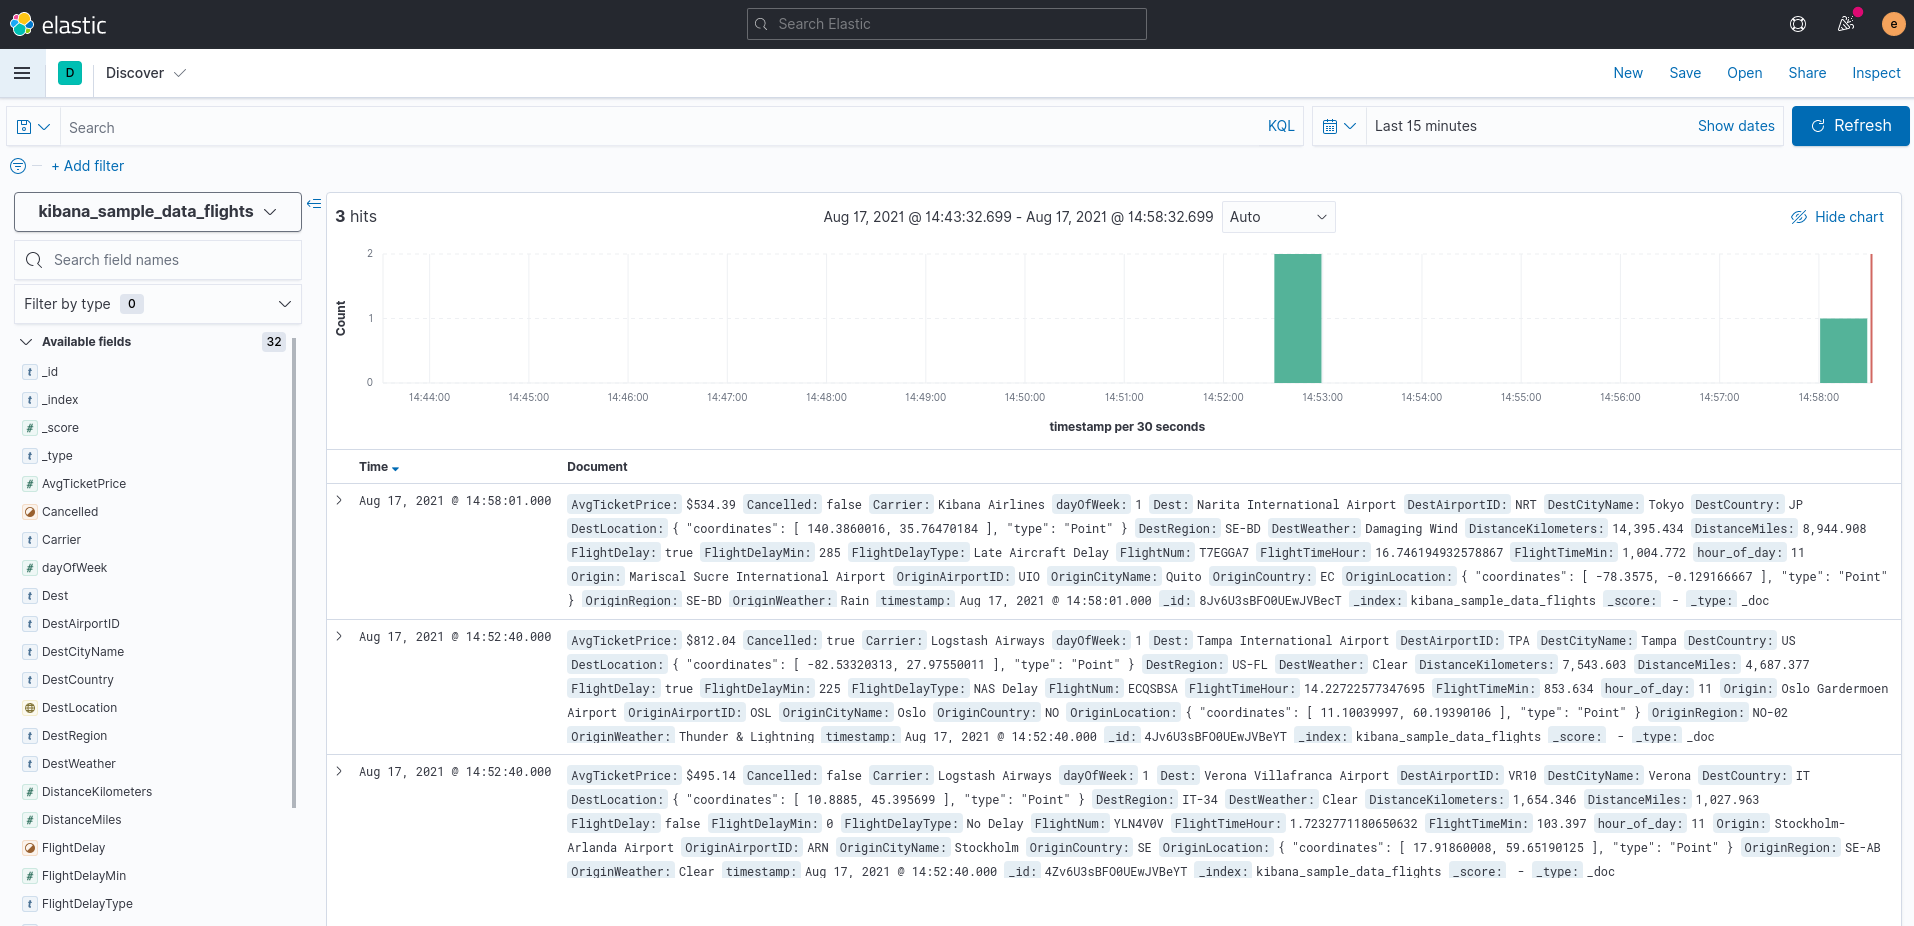 elastic
Search Elastic
e
D
Discover
New Save Open Share Inspect
Search
KQL
Last 15 minutes
Show dates
Refresh
+ Add filter
kibana_sample_data_flights
Search field names
Filter by type 0
Available fields 32
t _id
t _index
# _score
t _type
# AvgTicketPrice
Cancelled
t Carrier
# dayOfWeek
t Dest
t DestAirportID
t DestCityName
t DestCountry
DestLocation
t DestRegion
t DestWeather
# DistanceKilometers
# DistanceMiles
FlightDelay
# FlightDelayMin
t FlightDelayType
3 hits
Aug 17, 2021 @ 14:43:32.699 - Aug 17, 2021 @ 14:58:32.699
Auto
Hide chart
Count
2
1
0
14:44:00 14:45:00 14:46:00 14:47:00 14:48:00 14:49:00 14:50:00 14:51:00 14:52:00 14:53:00 14:54:00 14:55:00 14:56:00 14:57:00 14:58:00
timestamp per 30 seconds
Time Document
Aug 17, 2021 @ 14:58:01.000
AvgTicketPrice: $534.39 Cancelled: false Carrier: Kibana Airlines dayOfWeek: 1 Dest: Narita International Airport DestAirportID: NRT DestCityName: Tokyo DestCountry: JP
DestLocation: { "coordinates": [ 140.3860016, 35.76470184 ], "type": "Point" } DestRegion: SE-BD DestWeather: Damaging Wind DistanceKilometers: 14,395.434 DistanceMiles: 8,944.908
FlightDelay: true FlightDelayMin: 285 FlightDelayType: Late Aircraft Delay FlightNum: T7EGGA7 FlightTimeHour: 16.746194932578867 FlightTimeMin: 1,004.772 hour_of_day: 11
Origin: Mariscal Sucre International Airport OriginAirportID: UIO OriginCityName: Quito OriginCountry: EC OriginLocation: { "coordinates": [ -78.3575, -0.129166667 ], "type": "Point"
} OriginRegion: SE-BD OriginWeather: Rain timestamp: Aug 17, 2021 @ 14:58:01.000 _id: 8Jv6U3sBFO0UEwJVBecT _index: kibana_sample_data_flights _score: - _type: _doc
Aug 17, 2021 @ 14:52:40.000
AvgTicketPrice: $812.04 Cancelled: true Carrier: Logstash Airways dayOfWeek: 1 Dest: Tampa International Airport DestAirportID: TPA DestCityName: Tampa DestCountry: US
DestLocation: { "coordinates": [ -82.53320313, 27.97550011 ], "type": "Point" } DestRegion: US-FL DestWeather: Clear DistanceKilometers: 7,543.603 DistanceMiles: 4,687.377
FlightDelay: true FlightDelayMin: 225 FlightDelayType: NAS Delay FlightNum: ECQSBSA FlightTimeHour: 14.22722577347695 FlightTimeMin: 853.634 hour_of_day: 11 Origin: Oslo Gardermoen
Airport OriginAirportID: OSL OriginCityName: Oslo OriginCountry: NO OriginLocation: { "coordinates": [ 11.10039997, 60.19390106 ], "type": "Point" } OriginRegion: NO-02
OriginWeather: Thunder & Lightning timestamp: Aug 17, 2021 @ 14:52:40.000 _id: 4Jv6U3sBFO0UEwJVBeYT _index: kibana_sample_data_flights _score: - _type: _doc
Aug 17, 2021 @ 14:52:40.000
AvgTicketPrice: $495.14 Cancelled: false Carrier: Logstash Airways dayOfWeek: 1 Dest: Verona Villafranca Airport DestAirportID: VR10 DestCityName: Verona DestCountry: IT
DestLocation: { "coordinates": [ 10.8885, 45.395699 ], "type": "Point" } DestRegion: IT-34 DestWeather: Clear DistanceKilometers: 1,654.346 DistanceMiles: 1,027.963
FlightDelay: false FlightDelayMin: 0 FlightDelayType: No Delay FlightNum: YLN4V0V FlightTimeHour: 1.7232771180650632 FlightTimeMin: 103.397 hour_of_day: 11 Origin: Stockholm-
Arlanda Airport OriginAirportID: ARN OriginCityName: Stockholm OriginCountry: SE OriginLocation: { "coordinates": [ 17.91860008, 59.65190125 ], "type": "Point" } OriginRegion: SE-AB
OriginWeather: Clear timestamp: Aug 17, 2021 @ 14:52:40.000 _id: 4Zv6U3sBFO0UEwJVBeYT _index: kibana_sample_data_flights _score: - _type: _doc